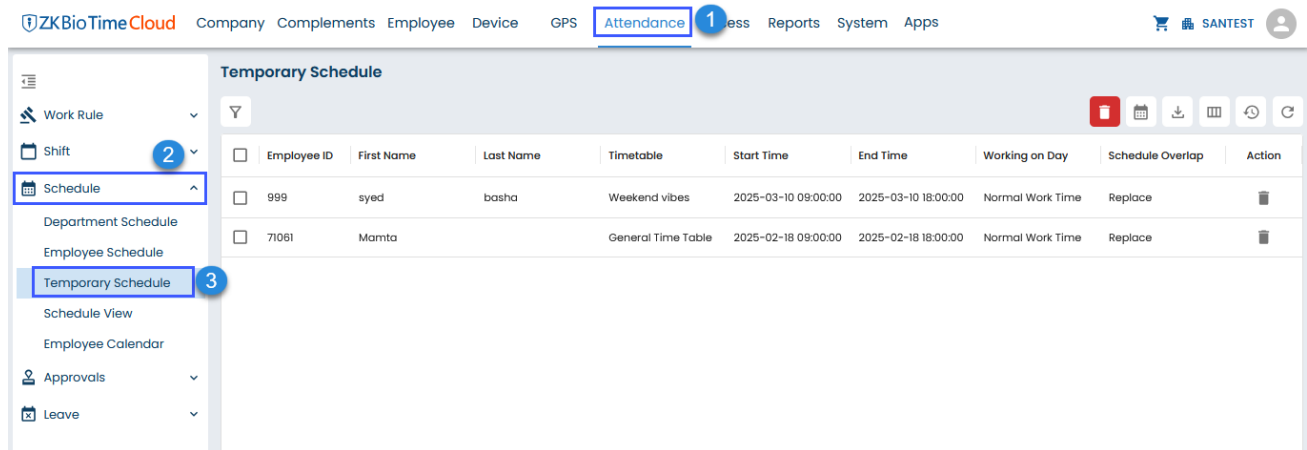 ZKBioTime Cloud Company Complements Employee Device GPS Attendance 1 ess Reports System Apps SANTEST
Temporary Schedule
Work Rule
Shift
2
Schedule
Department Schedule
Employee Schedule
Temporary Schedule
3
Schedule View
Employee Calendar
Approvals
Leave
Employee ID First Name Last Name Timetable Start Time End Time Working on Day Schedule Overlap Action
999 syed basha Weekend vibes 2025-03-10 09:00:00 2025-03-10 18:00:00 Normal Work Time Replace
71061 Mamta General Time Table 2025-02-18 09:00:00 2025-02-18 18:00:00 Normal Work Time Replace